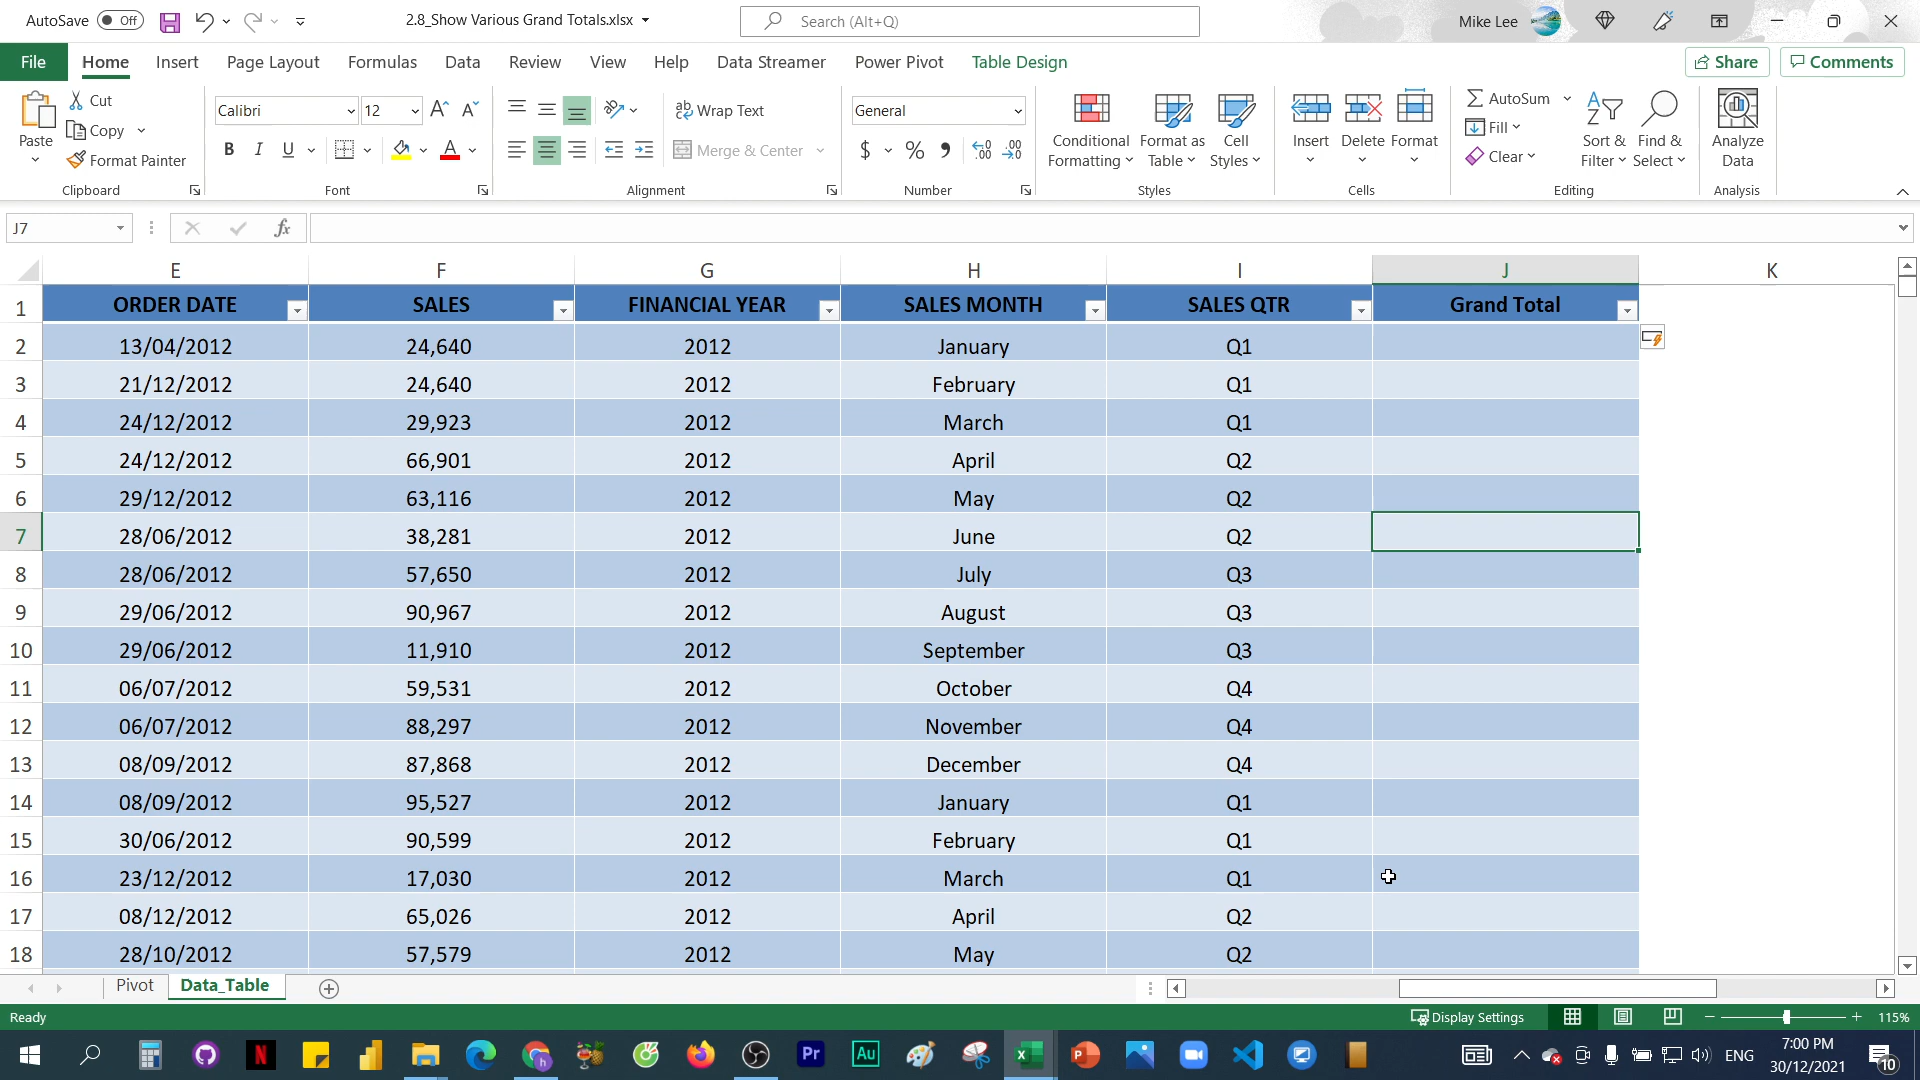 AutoSave Off 2.8_Show Various Grand Totals.xlsx Search (Alt+Q) Mike Lee
File Home Insert Page Layout Formulas Data Review View Help Data Streamer Power Pivot Table Design Share Comments
Paste
Cut
Copy
Format Painter
Clipboard
Calibri 12
B I U A
Font
Wrap Text
Merge & Center
Alignment
General
$ % , .00 .00
Number
Conditional Formatting
Format as Table
Cell Styles
Styles
Insert Delete Format
Cells
AutoSum
Fill
Clear
Sort & Filter
Find & Select
Editing
Analyze Data
Analysis
J7 fx
E F G H I J K
1 ORDER DATE SALES FINANCIAL YEAR SALES MONTH SALES QTR Grand Total
2 13/04/2012 24,640 2012 January Q1
3 21/12/2012 24,640 2012 February Q1
4 24/12/2012 29,923 2012 March Q1
5 24/12/2012 66,901 2012 April Q2
6 29/12/2012 63,116 2012 May Q2
7 28/06/2012 38,281 2012 June Q2
8 28/06/2012 57,650 2012 July Q3
9 29/06/2012 90,967 2012 August Q3
10 29/06/2012 11,910 2012 September Q3
11 06/07/2012 59,531 2012 October Q4
12 06/07/2012 88,297 2012 November Q4
13 08/09/2012 87,868 2012 December Q4
14 08/09/2012 95,527 2012 January Q1
15 30/06/2012 90,599 2012 February Q1
16 23/12/2012 17,030 2012 March Q1
17 08/12/2012 65,026 2012 April Q2
18 28/10/2012 57,579 2012 May Q2
Pivot Data_Table
Ready Display Settings 115%
N Pr Au ENG 7:00 PM
30/12/2021 10